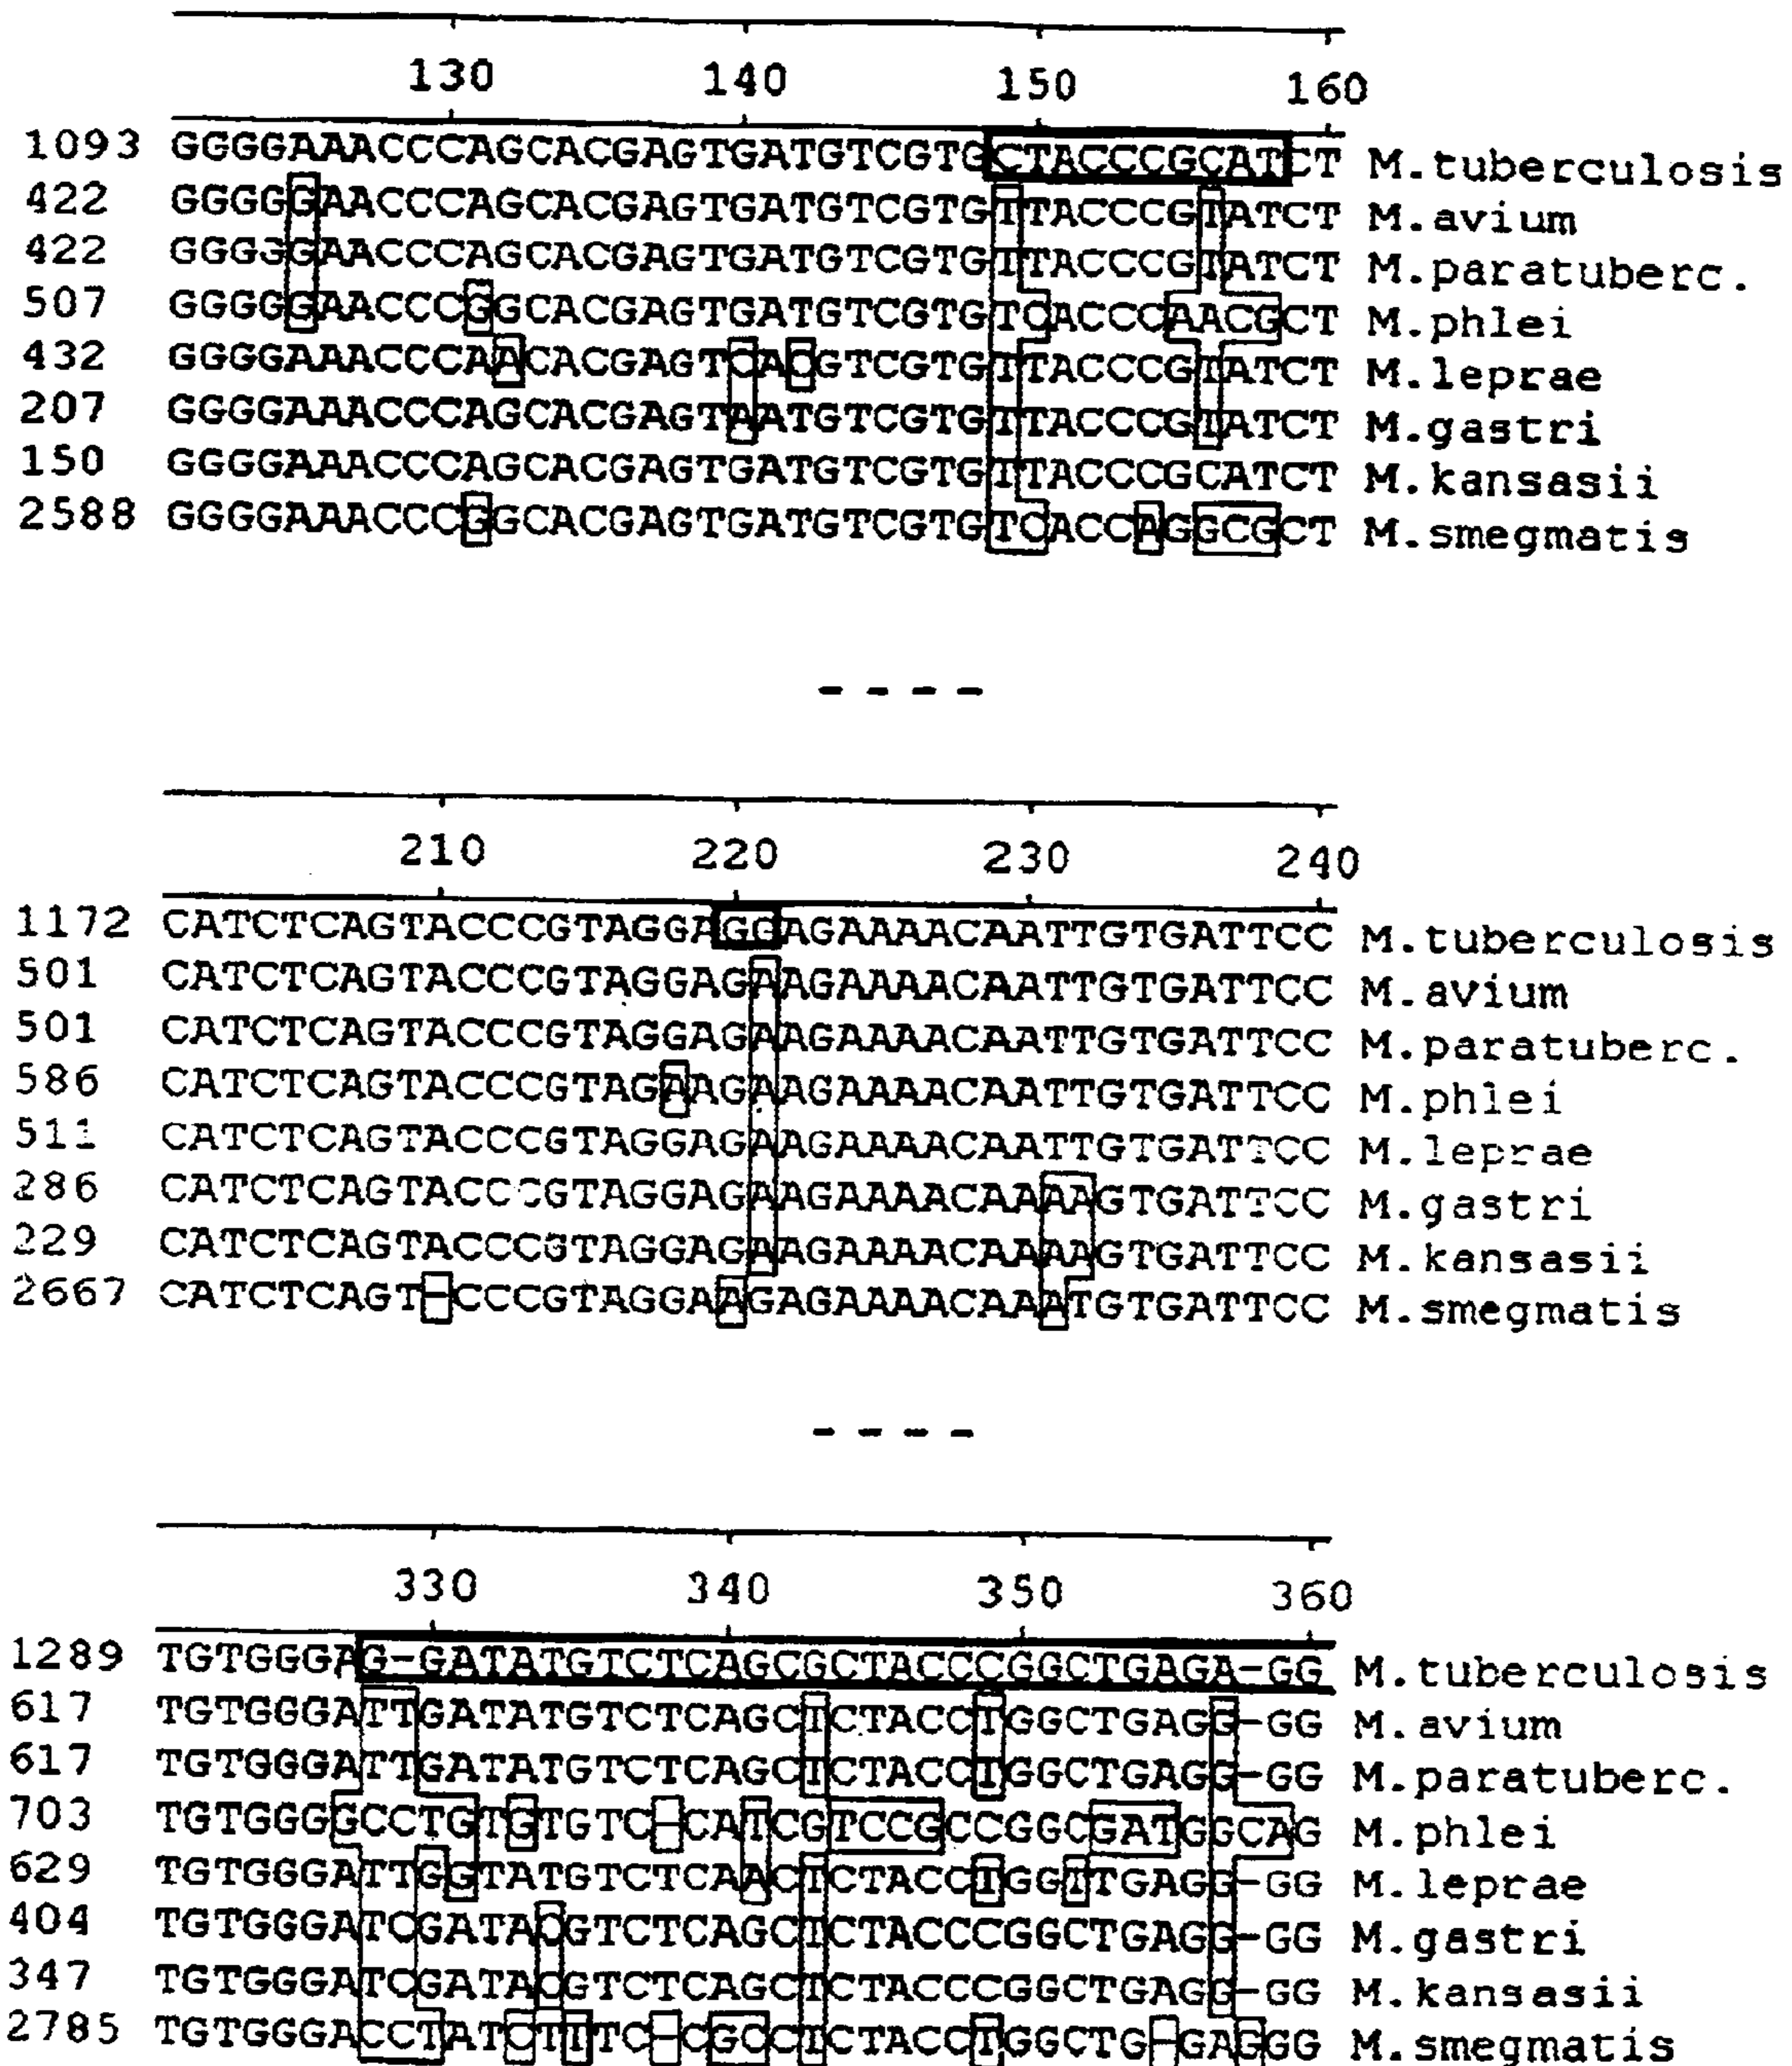 130 140 150 160
1093 GGGGAAACCCAGCACGAGTGATGTCGTGCTACCCGCATCT M.tuberculosis
422 GGGGGAACCCAGCACGAGTGATGTCGTGTTACCCGTATCT M.avium
422 GGGGGAACCCAGCACGAGTGATGTCGTGTTACCCGTATCT M.paratuberc.
507 GGGGGAACCCGGCACGAGTGATGTCGTGTCACCCAACGCT M.phlei
432 GGGGAAACCCAACACGAGTCACGTCGTGTTACCCGTATCT M.leprae
207 GGGGAAACCCAGCACGAGTAATGTCGTGTTACCCGTATCT M.gastri
150 GGGGAAACCCAGCACGAGTGATGTCGTGTTACCCGCATCT M.kansasii
2588 GGGGAAACCCGGCACGAGTGATGTCGTGTCACCAGGCGCT M.smegmatis
- - - -
210 220 230 240
1172 CATCTCAGTACCCGTAGGAGGAGAAAACAATTGTGATTCC M.tuberculosis
501 CATCTCAGTACCCGTAGGAGAAGAAAACAATTGTGATTCC M.avium
501 CATCTCAGTACCCGTAGGAGAAGAAAACAATTGTGATTCC M.paratuberc.
586 CATCTCAGTACCCGTAGAAGAAGAAAACAATTGTGATTCC M.phlei
511 CATCTCAGTACCCGTAGGAGAAGAAAACAATTGTGATTCC M.leprae
286 CATCTCAGTACCCGTAGGAGAAGAAAACAAAAGTGATTCC M.gastri
229 CATCTCAGTACCCGTAGGAGAAGAAAACAAAAGTGATTCC M.kansasii
2667 CATCTCAGT-CCCGTAGGAAGAGAAAACAAATGTGATTCC M.smegmatis
- - - -
330 340 350 360
1289 TGTGGGAG-GATATGTCTCAGCGCTACCCGGCTGAGA-GG M.tuberculosis
617 TGTGGGATTGATATGTCTCAGCTCTACCTGGCTGAGG-GG M.avium
617 TGTGGGATTGATATGTCTCAGCTCTACCTGGCTGAGG-GG M.paratuberc.
703 TGTGGGGCCTGTGTGTC-CATCGTCCGCCGGCGATGGCAG M.phlei
629 TGTGGGATTGGTATGTCTCAACTCTACCTGGTTGAGG-GG M.leprae
404 TGTGGGATCGATACGTCTCAGCTCTACCCGGCTGAGG-GG M.gastri
347 TGTGGGATCGATACGTCTCAGCTCTACCCGGCTGAGG-GG M.kansasii
2785 TGTGGGACCTATCTTTC-CGCCTCTACCTGGCTG-GAGGG M.smegmatis